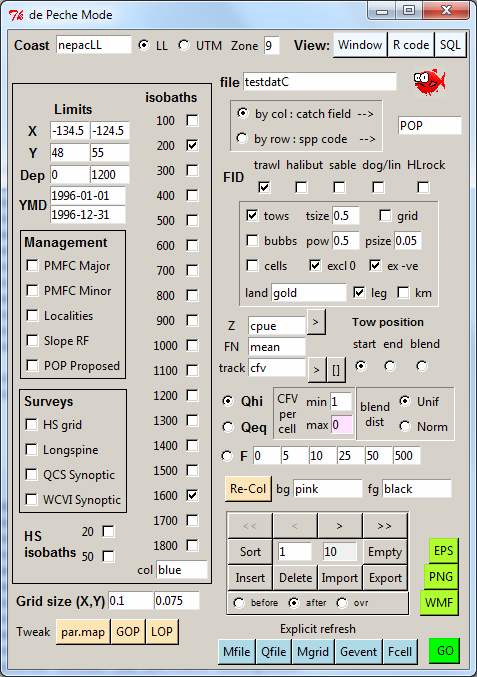 de Peche Mode
Coast nepacLL LL UTM Zone 9 View: Window R code SQL
Limits
X -134.5 -124.5
Y 48 55
Dep 0 1200
YMD 1996-01-01
1996-12-31
Management
PMFC Major
PMFC Minor
Localities
Slope RF
POP Proposed
Surveys
HS grid
Longspine
QCS Synoptic
WCVI Synoptic
HS isobaths
20
50
isobaths
100
200
300
400
500
600
700
800
900
1000
1100
1200
1300
1400
1500
1600
1700
1800
col blue
Grid size (X,Y) 0.1 0.075
Tweak par.map GOP LOP
file testdatC
by col : catch field -->
by row : spp code -->
POP
trawl halibut sable dog/lin HLrock
FID
tows tsize 0.5 grid
bubbs pow 0.5 psize 0.05
cells excl 0 ex -ve
land gold leg km
Z cpue >
FN mean
track cfv > []
Tow position
start end blend
Qhi
Qeq
CFV per cell
min 1
max 0
blend dist
Unif
Norm
F 0 5 10 25 50 500
Re-Col bg pink fg black
<< < > >>
Sort 1 10 Empty
Insert Delete Import Export
before after ovr
EPS
PNG
WMF
Explicit refresh
Mfile Qfile Mgrid Gevent Fcell GO